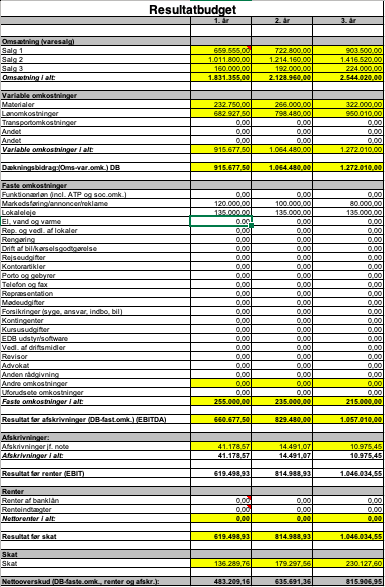 Resultatbudget
1. år 2. år 3. år
Omsætning (varesalg)
Salg 1 659.555,00 722.800,00 903.500,00
Salg 2 1.011.800,00 1.214.160,00 1.416.520,00
Salg 3 160.000,00 192.000,00 224.000,00
Omsætning i alt: 1.831.355,00 2.128.960,00 2.544.020,00
Variable omkostninger
Materialer 232.750,00 266.000,00 322.000,00
Lønomkostninger 682.927,50 798.480,00 950.010,00
Transportomkostninger 0,00 0,00 0,00
Andet 0,00 0,00 0,00
Andet 0,00 0,00 0,00
Variable omkostninger i alt: 915.677,50 1.064.480,00 1.272.010,00
Dækningsbidrag:(Oms-var.omk.) DB 915.677,50 1.064.480,00 1.272.010,00
Faste omkostninger
Funktionærløn (incl. ATP og soc.omk.) 0,00 0,00 0,00
Markedsføring/annoncer/reklame 120.000,00 100.000,00 80.000,00
Lokaleleje 135.000,00 135.000,00 135.000,00
El, vand og varme 0,00 0,00 0,00
Rep. og vedl. af lokaler 0,00 0,00 0,00
Rengøring 0,00 0,00 0,00
Drift af bil/kørselsgodtgørelse 0,00 0,00 0,00
Rejseudgifter 0,00 0,00 0,00
Kontorartikler 0,00 0,00 0,00
Porto og gebyrer 0,00 0,00 0,00
Telefon og fax 0,00 0,00 0,00
Repræsentation 0,00 0,00 0,00
Mødeudgifter 0,00 0,00 0,00
Forsikringer (syge, ansvar, indbo, bil) 0,00 0,00 0,00
Kontingenter 0,00 0,00 0,00
Kursusudgifter 0,00 0,00 0,00
EDB udstyr/software 0,00 0,00 0,00
Vedl. af driftsmidler 0,00 0,00 0,00
Revisor 0,00 0,00 0,00
Advokat 0,00 0,00 0,00
Anden rådgivning 0,00 0,00 0,00
Andre omkostninger 0,00 0,00 0,00
Uforudsete omkostninger 0,00 0,00 0,00
Faste omkostninger i alt: 255.000,00 235.000,00 215.000,00
Resultat før afskrivninger (DB-fast.omk.) (EBITDA) 660.677,50 829.480,00 1.057.010,00
Afskrivninger:
Afskrivninger jf. note 41.178,57 14.491,07 10.975,45
Afskrivninger i alt: 41.178,57 14.491,07 10.975,45
Resultat før renter (EBIT) 619.498,93 814.988,93 1.046.034,55
Renter
Renter af banklån 0,00 0,00 0,00
Renteindtægter 0,00 0,00 0,00
Nettorenter i alt: 0,00 0,00 0,00
Resultat før skat 619.498,93 814.988,93 1.046.034,55
Skat
Skat 136.289,76 179.297,56 230.127,60
Nettooverskud (DB-faste.omk., renter og afskr.): 483.209,16 635.691,36 815.906,95